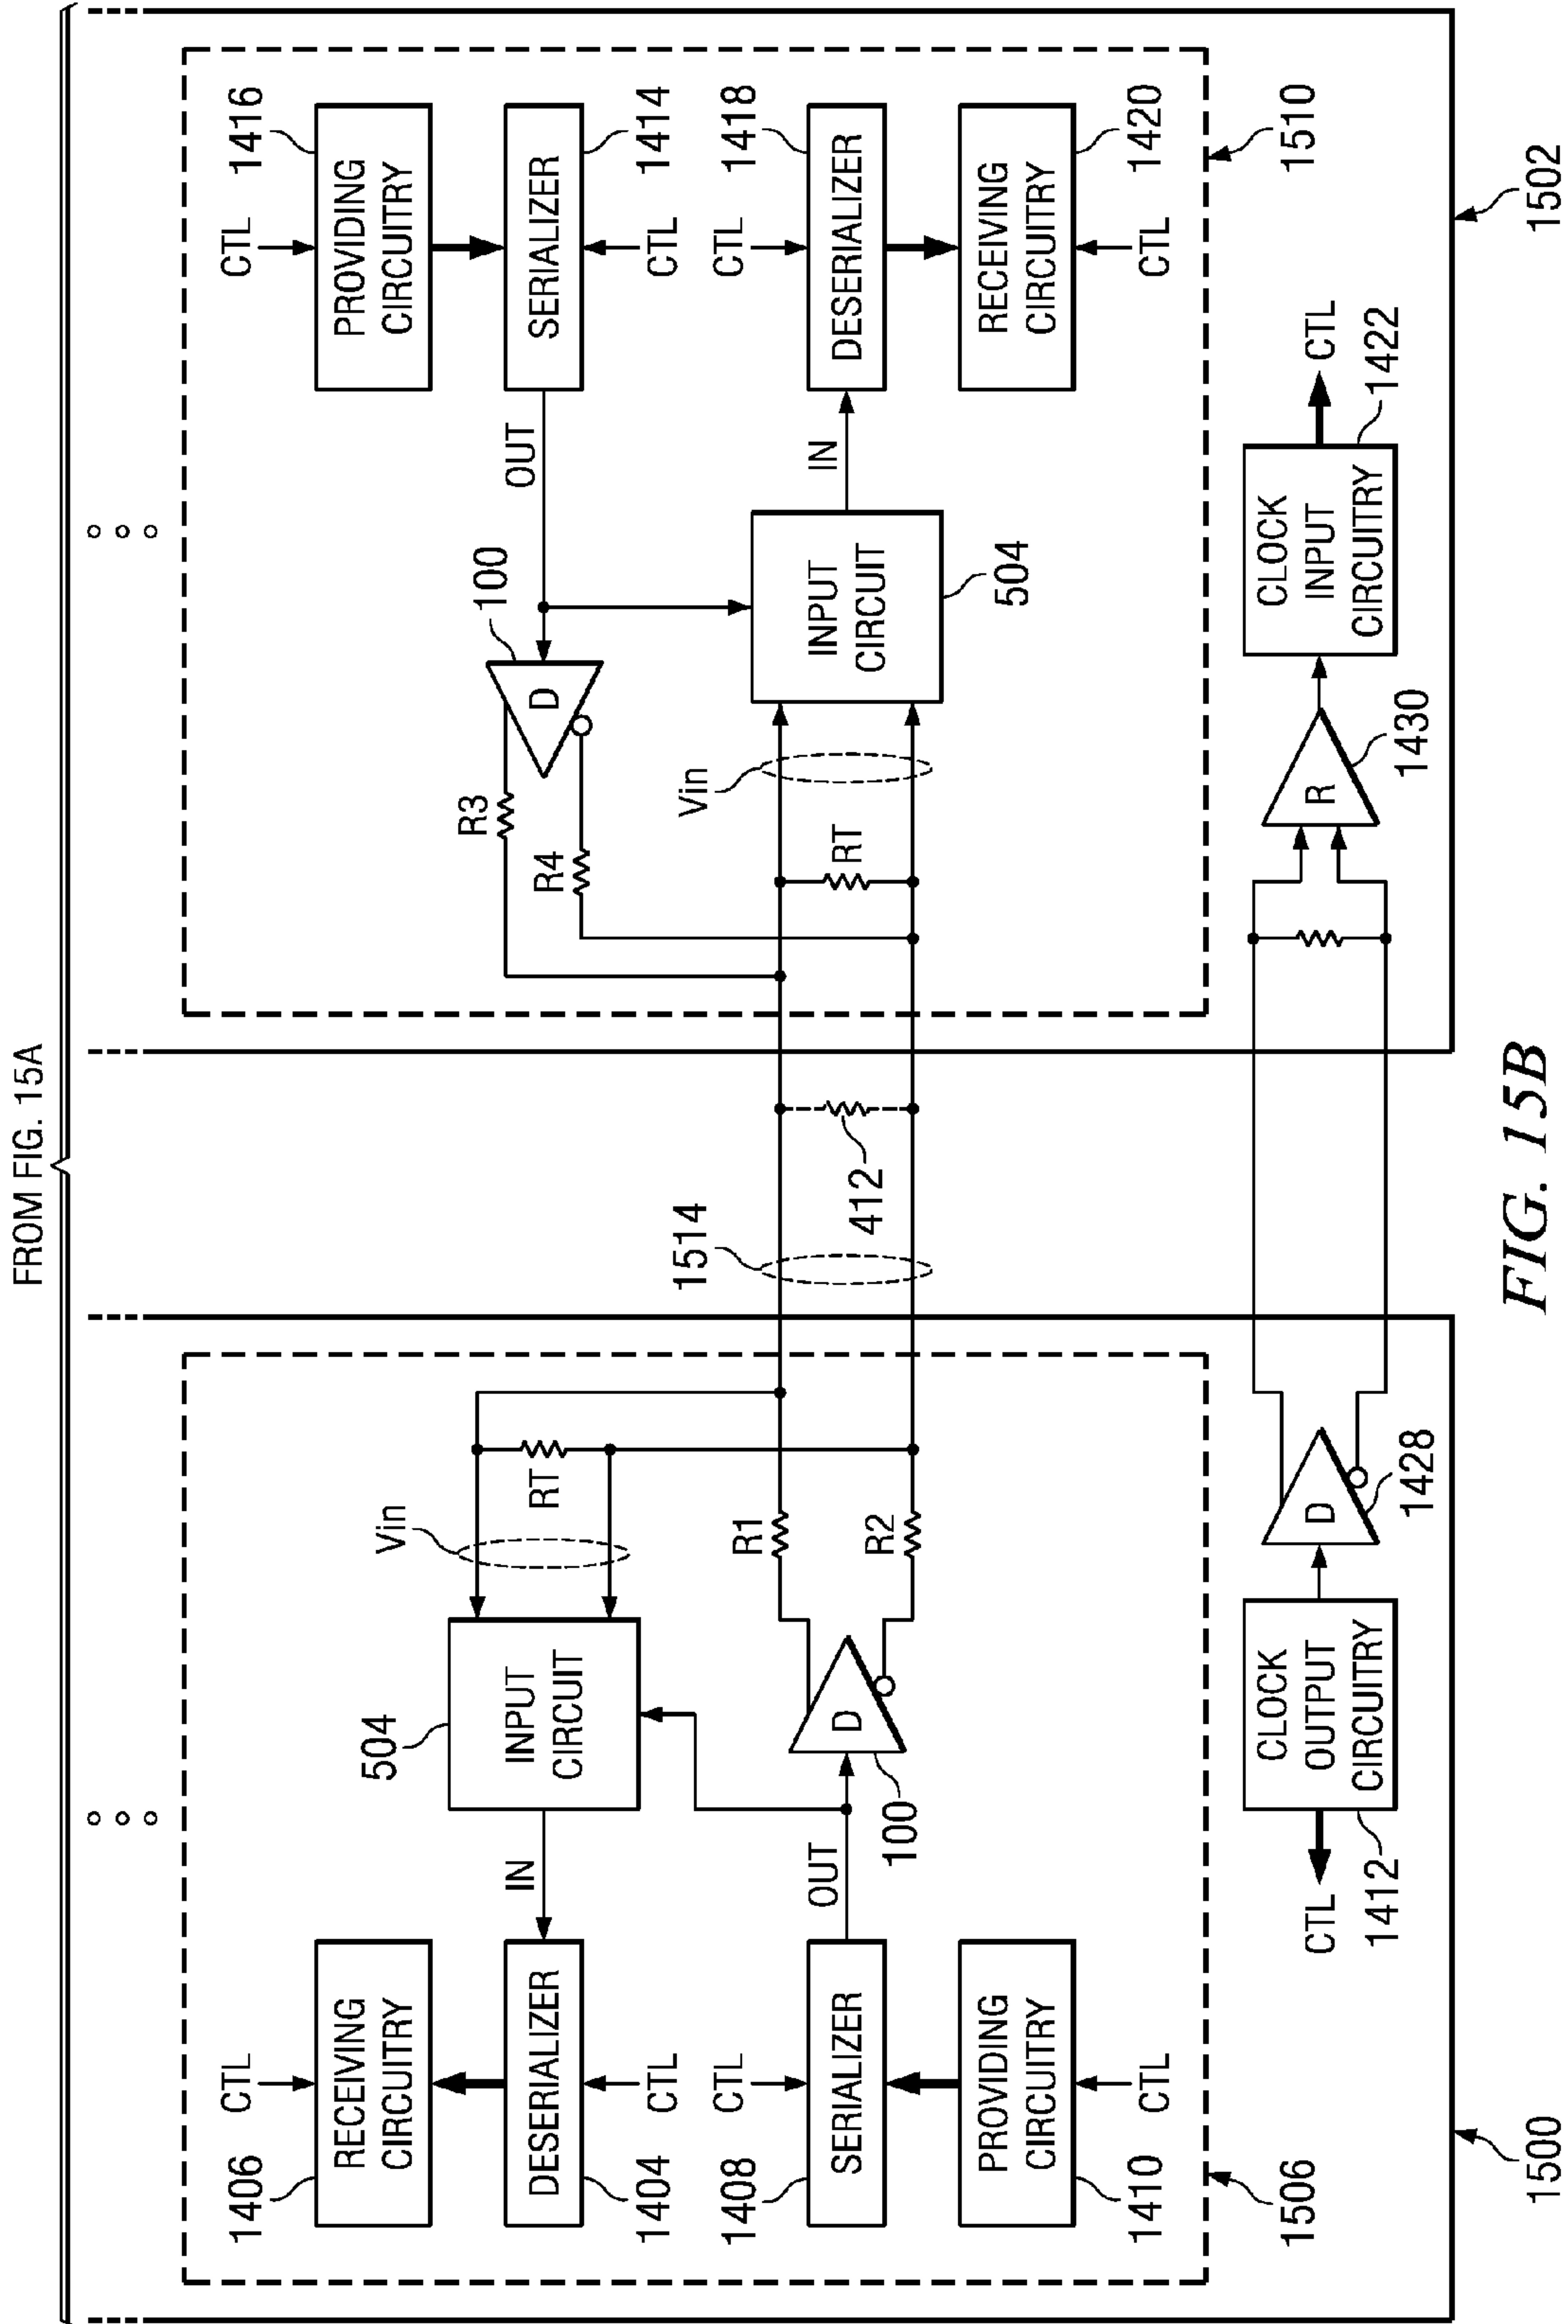 FROM FIG. 15A
1406
CTL
RECEIVING
CIRCUITRY
DESERIALIZER
1404
CTL
IN
504
INPUT
CIRCUIT
Vin
RT
1408
CTL
SERIALIZER
OUT
100
D
R1
R2
1410
PROVIDING
CIRCUITRY
CTL
1506
CTL
1412
CLOCK
OUTPUT
CIRCUITRY
D
1428
1500
1514
412
CTL
1416
PROVIDING
CIRCUITRY
SERIALIZER
1414
CTL
OUT
100
D
R3
R4
Vin
RT
INPUT
CIRCUIT
504
IN
CTL
1418
DESERIALIZER
RECEIVING
CIRCUITRY
1420
CTL
1510
R
1430
CLOCK
INPUT
CIRCUITRY
CTL
1422
1502
FIG. 15B